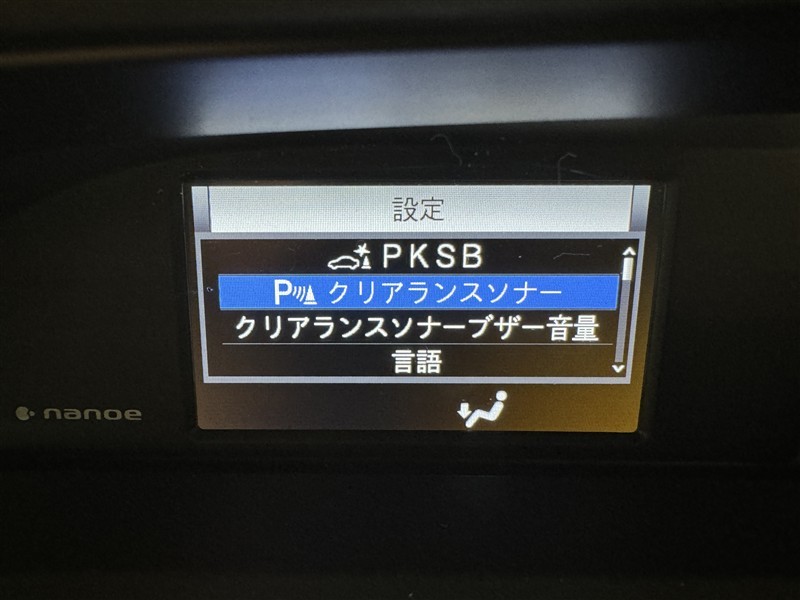 設定
PKSB
P クリアランスソナー
クリアランスソナーブザー音量
言語
nanoe